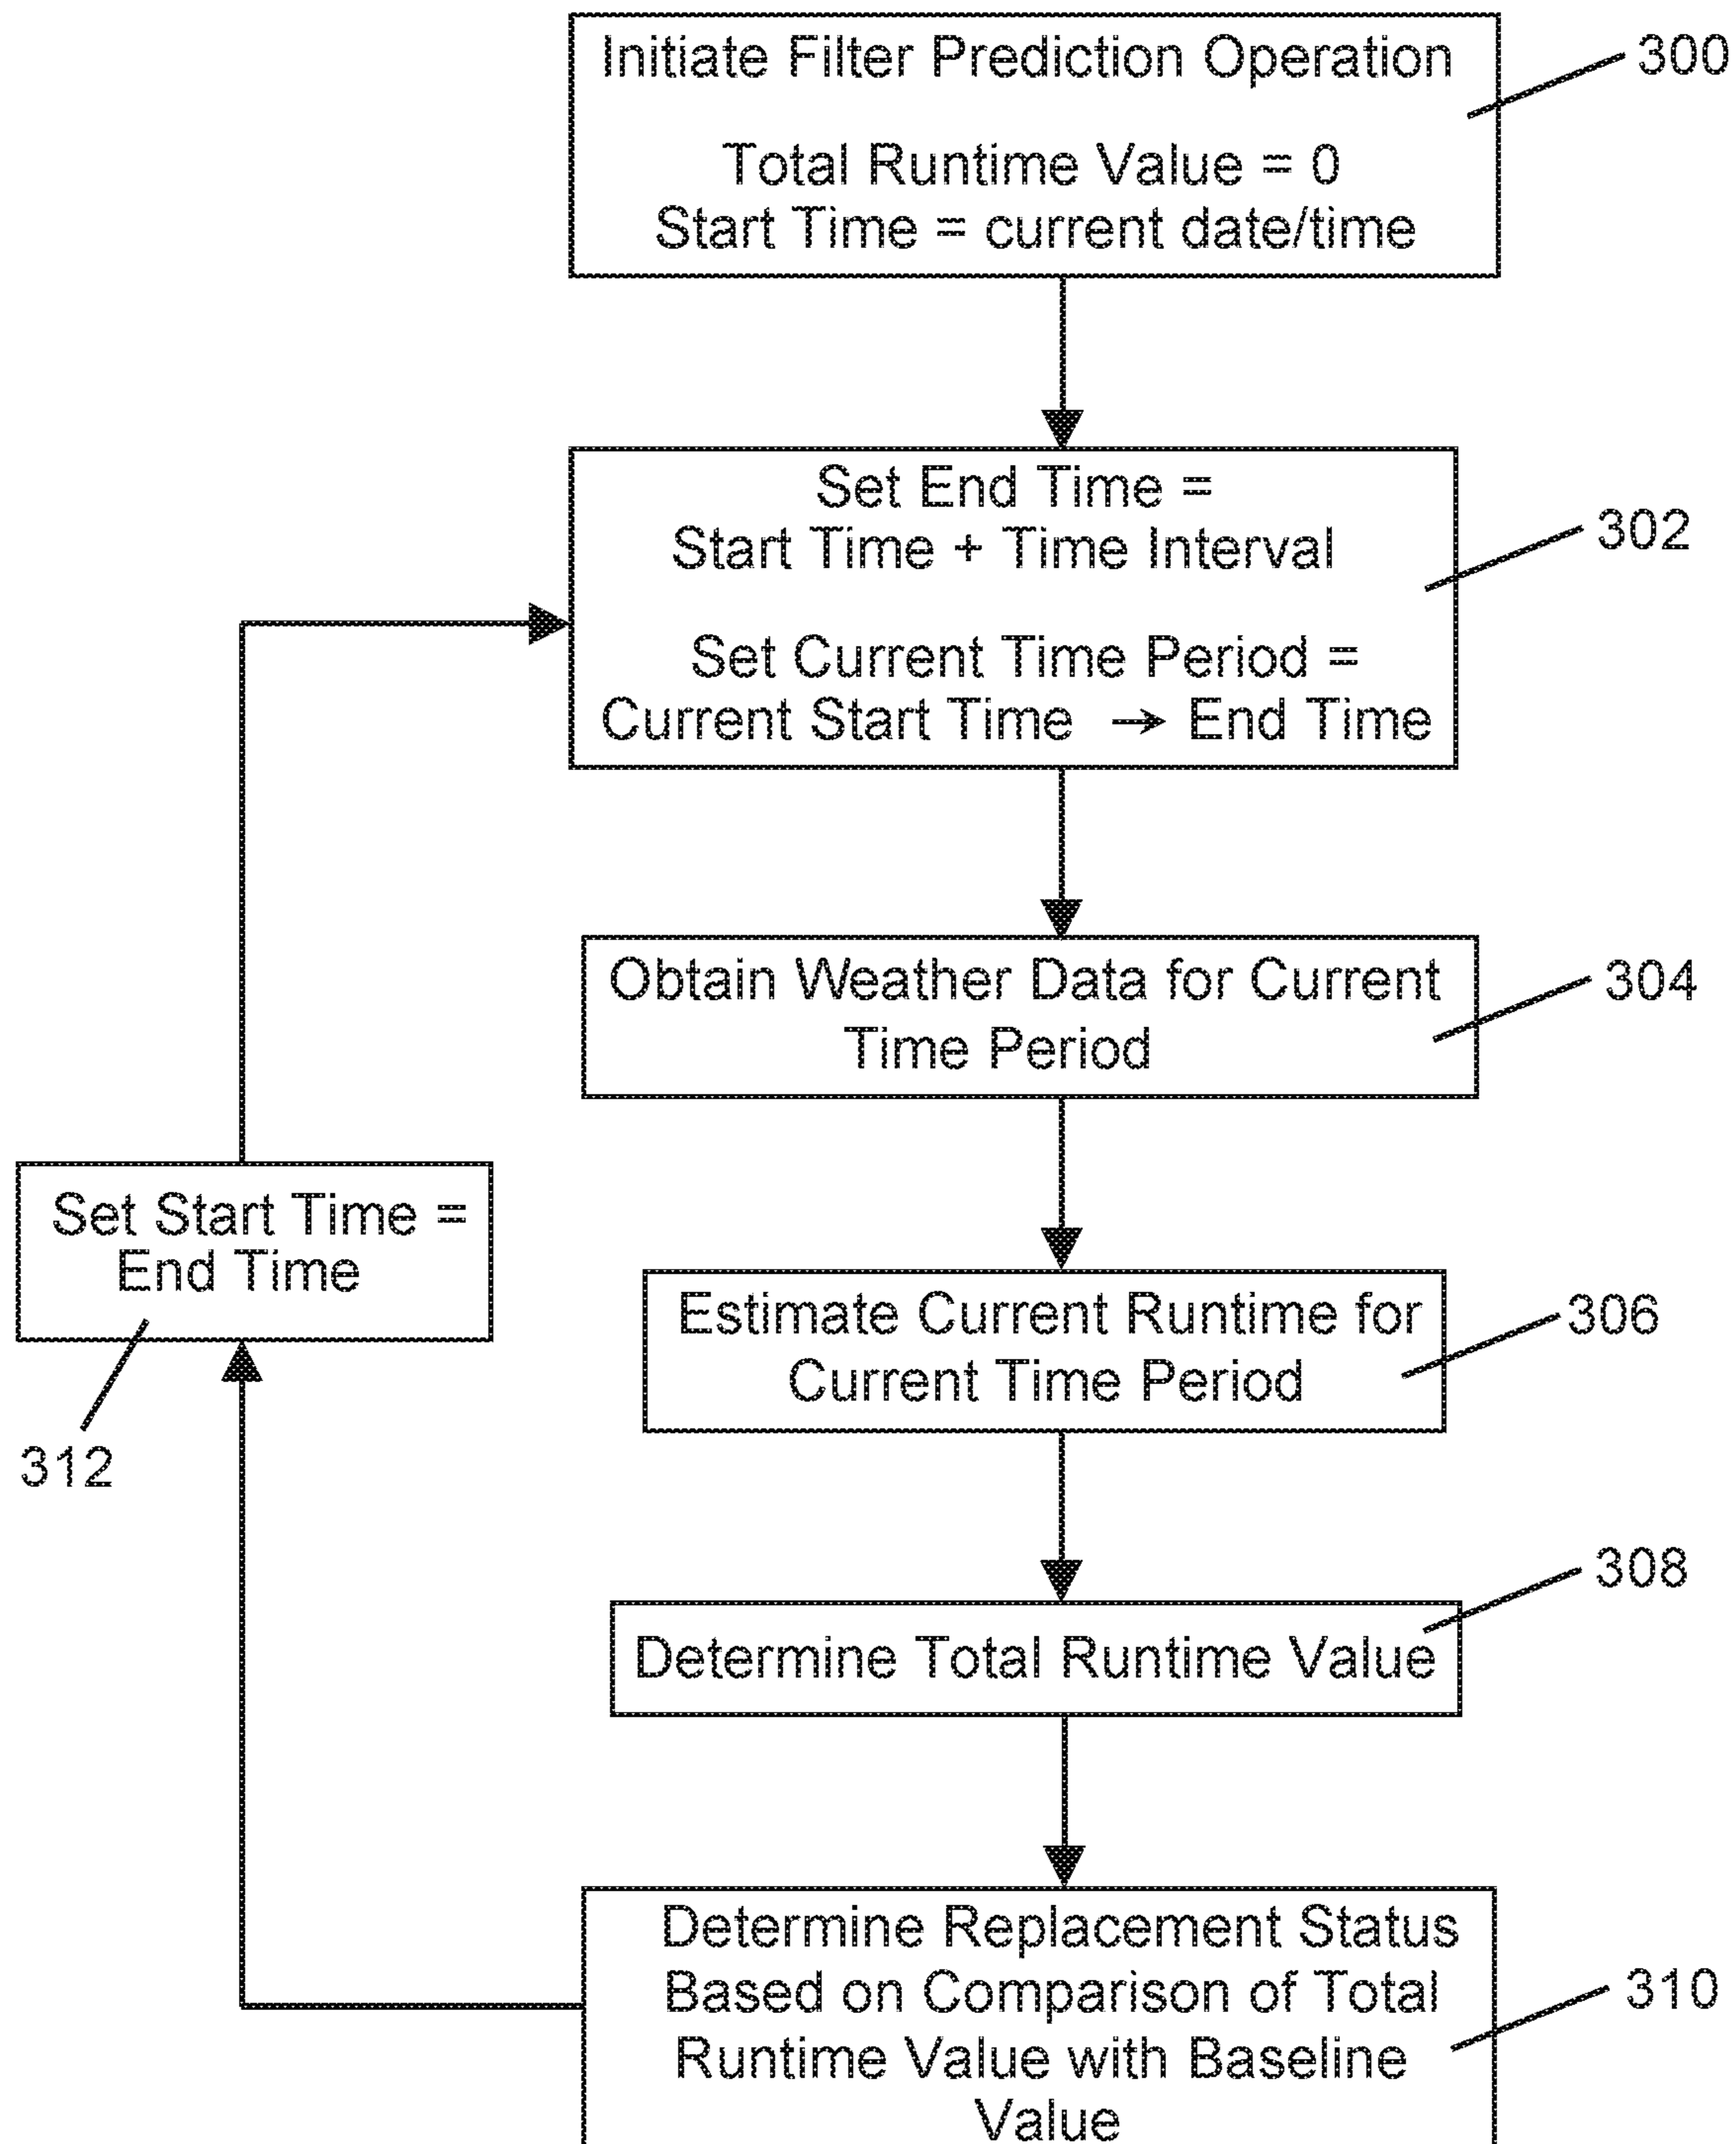 Initiate Filter Prediction Operation
300
Total Runtime Value = 0
Start Time = current date/time
Set End Time =
302
Start Time + Time Interval
Set Current Time Period =
Current Start Time → End Time
Obtain Weather Data for Current
304
Time Period
Set Start Time =
End Time
312
Estimate Current Runtime for
306
Current Time Period
308
Determine Total Runtime Value
Determine Replacement Status
Based on Comparison of Total
310
Runtime Value with Baseline
Value